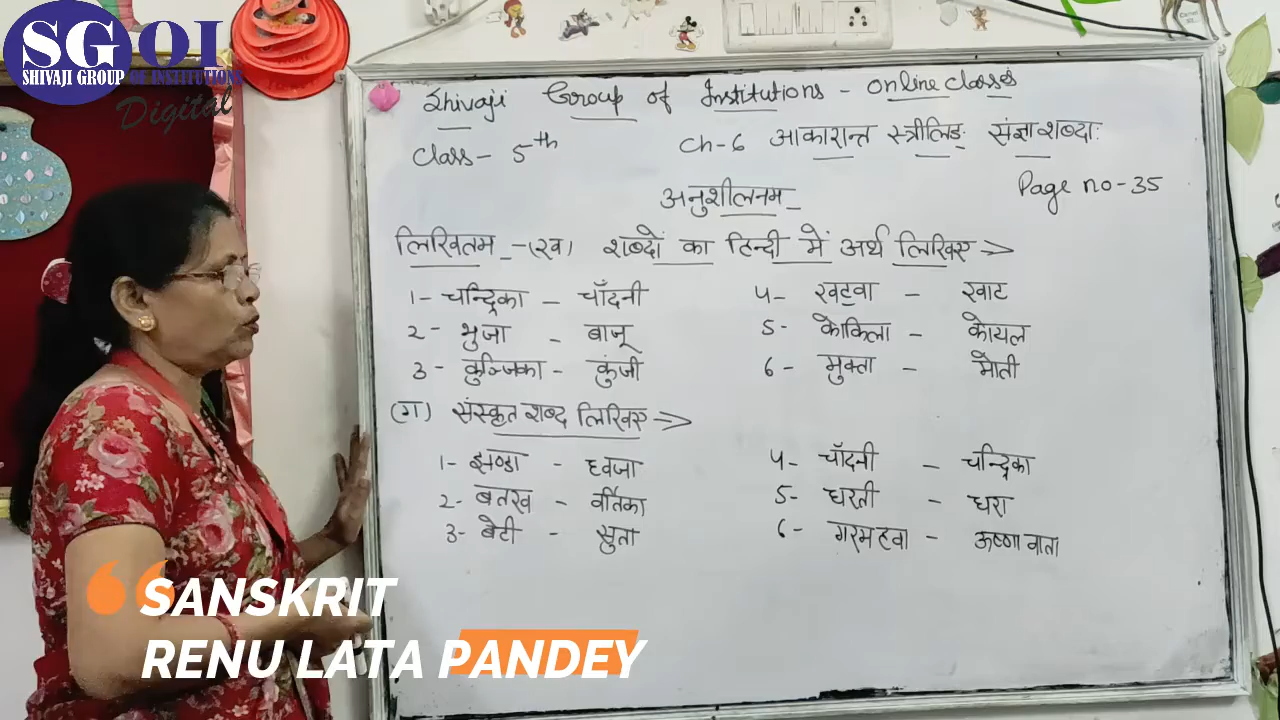 SGOI
SHIVAJI GROUP OF INSTITUTIONS
Digital
Shivaji Group of Institutions - online classes
Class - 5th Ch-6 आकारान्त स्त्रीलिङ्ग संज्ञा शब्दाः
Page no-35
अनुशीलनम
लिखितम - (ख) शब्दों का हिन्दी में अर्थ लिखिए ⇒
1- चन्द्रिका - चाँदनी 4- खट्वा - खाट
2- भुजा - बाजू 5- कोकिला - कोयल
3- कुञ्जिका - कुंजी 6- मुक्ता - मोती
(ग) संस्कृत शब्द लिखिए ⇒
1- झण्डा - ध्वजा 4- चाँदनी - चन्द्रिका
2- बतख - वर्तिका 5- धरती - धरा
3- बेटी - सुता 6- गरम हवा - ऊष्णवाता
SANSKRIT
RENU LATA PANDEY